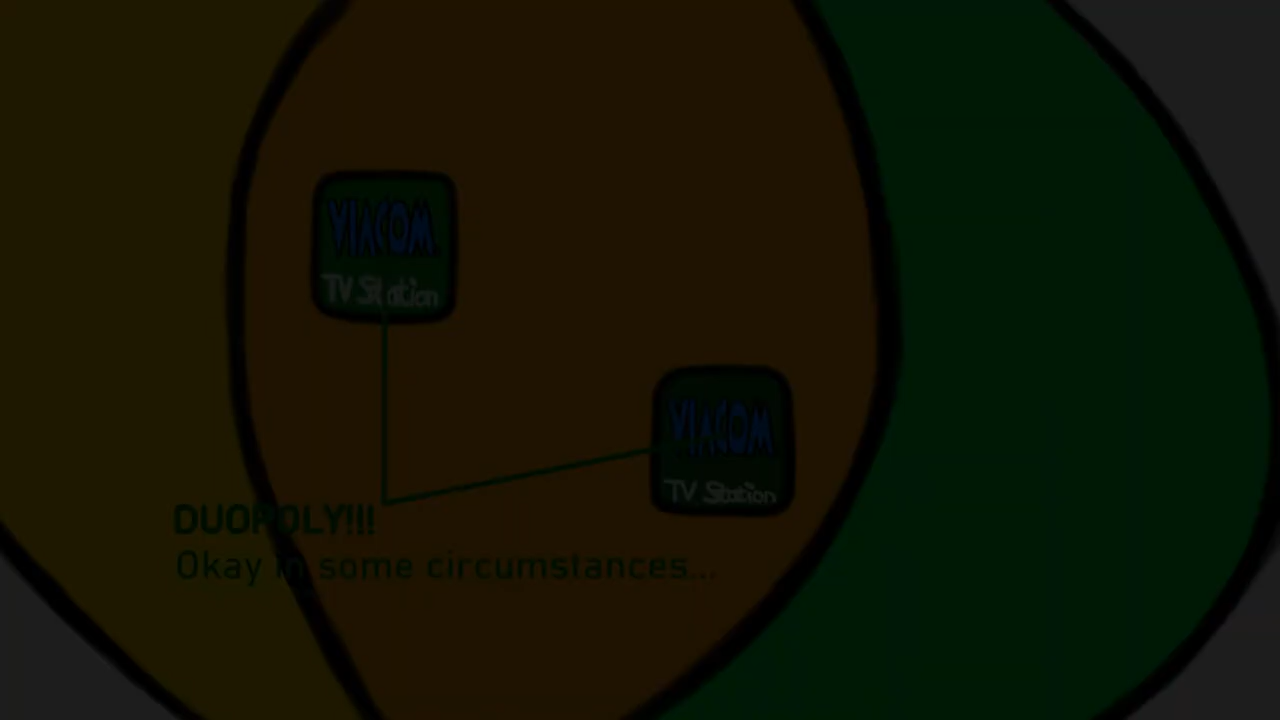 VIACOM
TV Station
VIACOM
TV Station
DUOPOLY!!!
Okay in some circumstances...